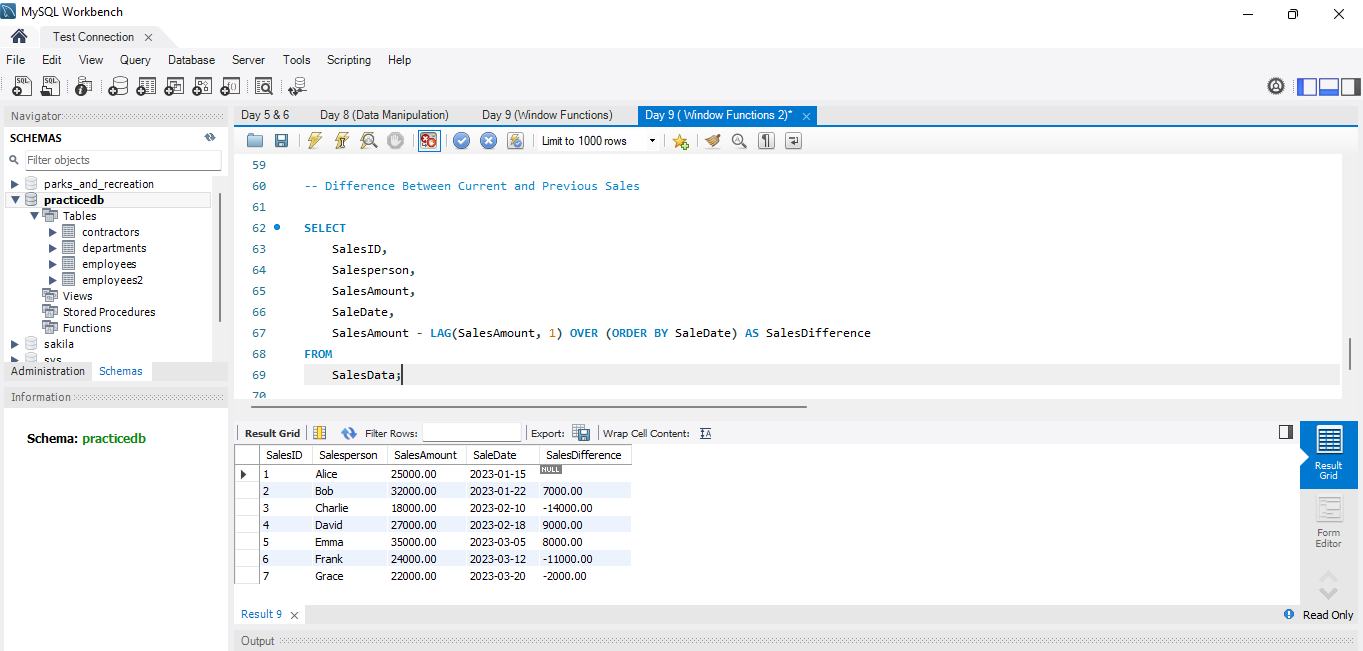 MySQL Workbench
Test Connection
File Edit View Query Database Server Tools Scripting Help
Navigator
SCHEMAS
Filter objects
parks_and_recreation
practicedb
Tables
contractors
departments
employees
employees2
Views
Stored Procedures
Functions
sakila
sys
Administration Schemas
Information
Schema: practicedb
Day 5 & 6 Day 8 (Data Manipulation) Day 9 (Window Functions) Day 9 ( Window Functions 2)*
Limit to 1000 rows
59
60 -- Difference Between Current and Previous Sales
61
62 SELECT
63 SalesID,
64 Salesperson,
65 SalesAmount,
66 SaleDate,
67 SalesAmount - LAG(SalesAmount, 1) OVER (ORDER BY SaleDate) AS SalesDifference
68 FROM
69 SalesData;
70
Result Grid Filter Rows: Export: Wrap Cell Content:
SalesID Salesperson SalesAmount SaleDate SalesDifference
1 Alice 25000.00 2023-01-15 NULL
2 Bob 32000.00 2023-01-22 7000.00
3 Charlie 18000.00 2023-02-10 -14000.00
4 David 27000.00 2023-02-18 9000.00
5 Emma 35000.00 2023-03-05 8000.00
6 Frank 24000.00 2023-03-12 -11000.00
7 Grace 22000.00 2023-03-20 -2000.00
Result
Grid
Form
Editor
Result 9
Read Only
Output